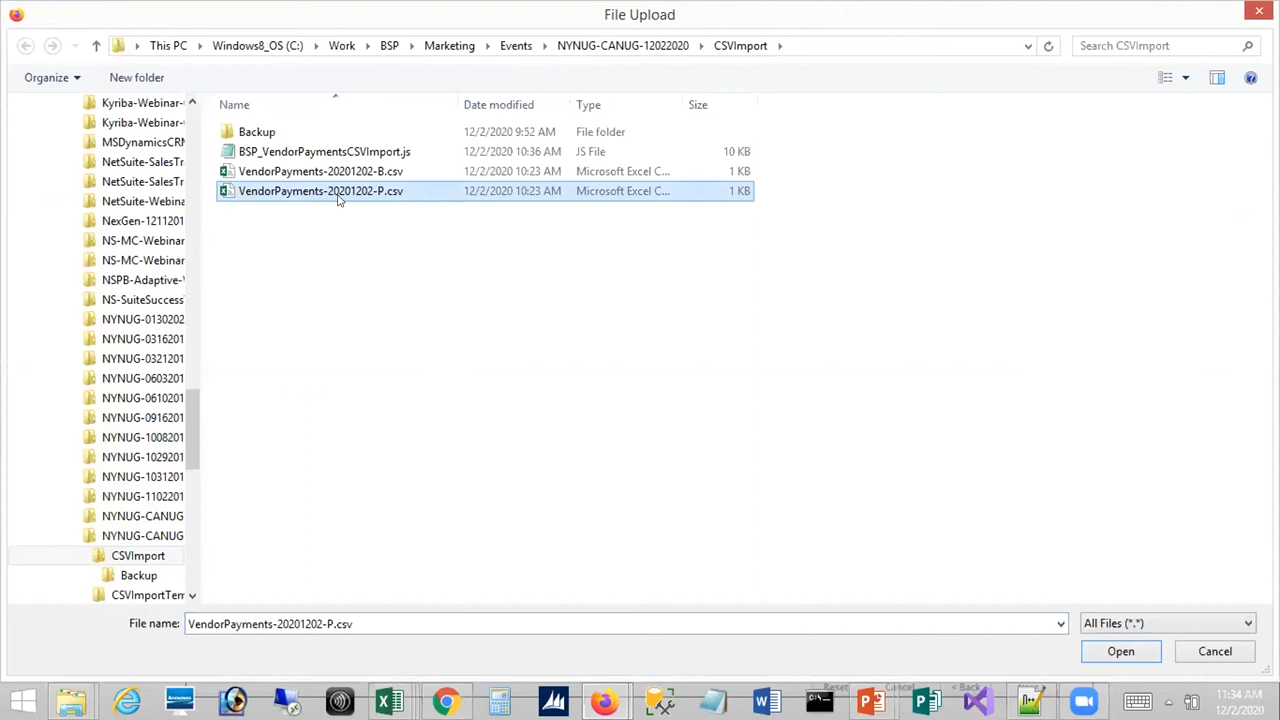 File Upload
This PC Windows8_OS (C:) Work BSP Marketing Events NYNUG-CANUG-12022020 CSVImport
Search CSVImport
Organize New folder
Name Date modified Type Size
Backup 12/2/2020 9:52 AM File folder
BSP_VendorPaymentsCSVImport.js 12/2/2020 10:36 AM JS File 10 KB
VendorPayments-20201202-B.csv 12/2/2020 10:23 AM Microsoft Excel C... 1 KB
VendorPayments-20201202-P.csv 12/2/2020 10:23 AM Microsoft Excel C... 1 KB
Kyriba-Webinar-
Kyriba-Webinar-
MSDynamicsCRM
NetSuite-SalesTr
NetSuite-SalesTr
NetSuite-Webina
NexGen-1211201
NS-MC-Webinar
NS-MC-Webinar
NSPB-Adaptive-
NS-SuiteSuccess
NYNUG-0130202
NYNUG-0316201
NYNUG-0321201
NYNUG-0603201
NYNUG-0610201
NYNUG-0916201
NYNUG-1008201
NYNUG-1029201
NYNUG-1031201
NYNUG-1102201
NYNUG-CANUG
NYNUG-CANUG
CSVImport
Backup
CSVImportTem
File name: VendorPayments-20201202-P.csv All Files (*.*)
Open Cancel
Reset Cancel < Back
11:34 AM
12/2/2020